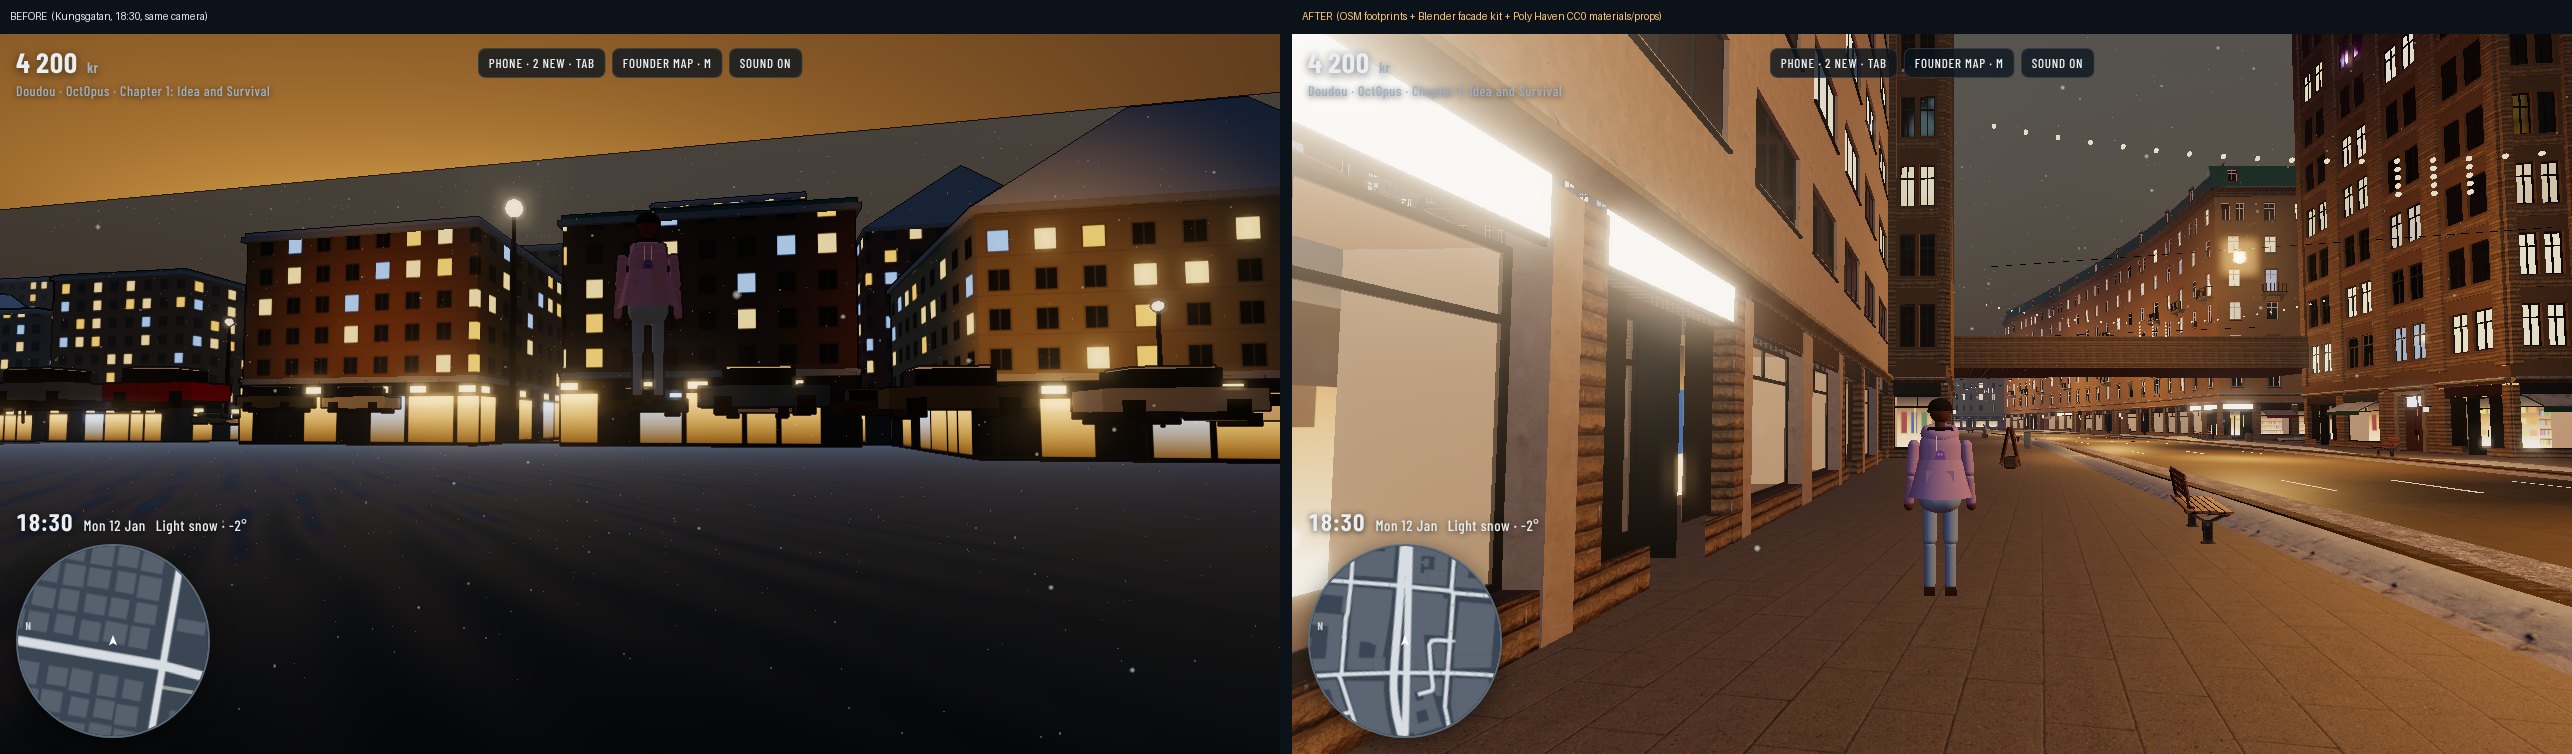 BEFORE (Kungsgatan, 18:30, same camera)
4 200 kr
Doudou · OctOpus · Chapter 1: Idea and Survival
PHONE · 2 NEW · TAB
FOUNDER MAP · M
SOUND ON
18:30 Mon 12 Jan Light snow · -2°
N
AFTER (OSM footprints + Blender facade kit + Poly Haven CC0 materials/props)
4 200 kr
Doudou · OctOpus · Chapter 1: Idea and Survival
PHONE · 2 NEW · TAB
FOUNDER MAP · M
SOUND ON
18:30 Mon 12 Jan Light snow · -2°
N